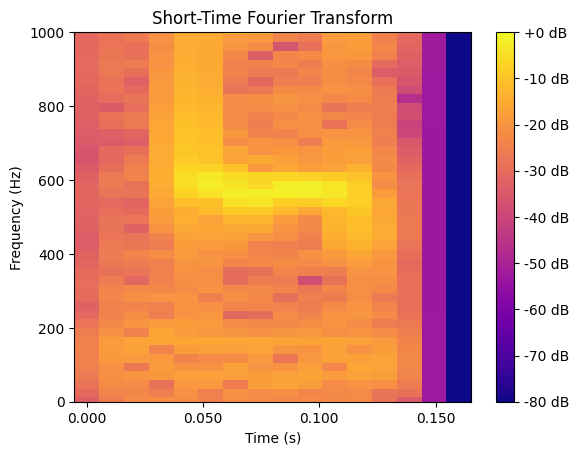 Short-Time Fourier Transform
1000
800
600
400
200
0
Frequency (Hz)
0.000
0.050
0.100
0.150
Time (s)
+0 dB
-10 dB
-20 dB
-30 dB
-40 dB
-50 dB
-60 dB
-70 dB
-80 dB